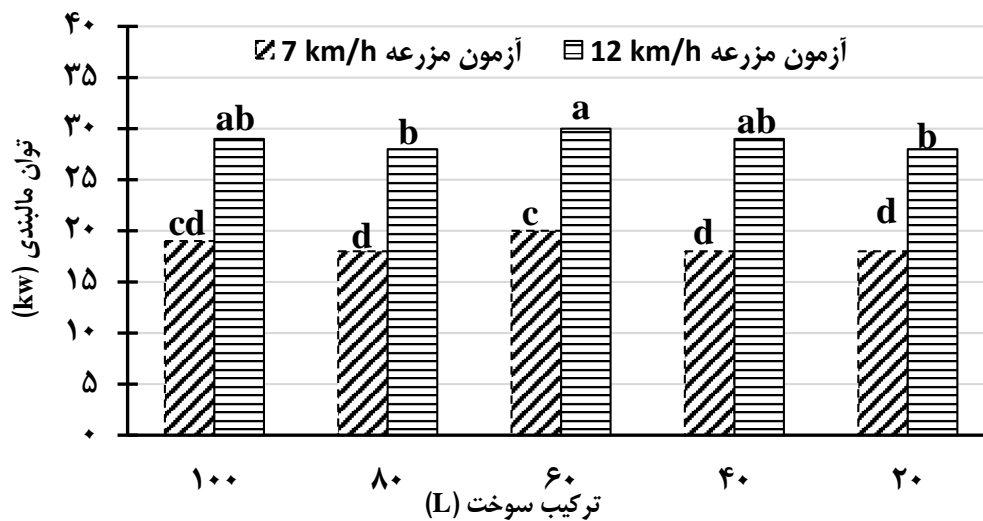 آزمون مزرعه 7 km/h آزمون مزرعه 12 km/h
توان مالبندی (kw)
۴۰
۳۵
۳۰
۲۵
۲۰
۱۵
۱۰
۵
۰
cd ab
d b
c a
d ab
d b
۱۰۰ ۸۰ ۶۰ ۴۰ ۲۰
ترکیب سوخت (L)